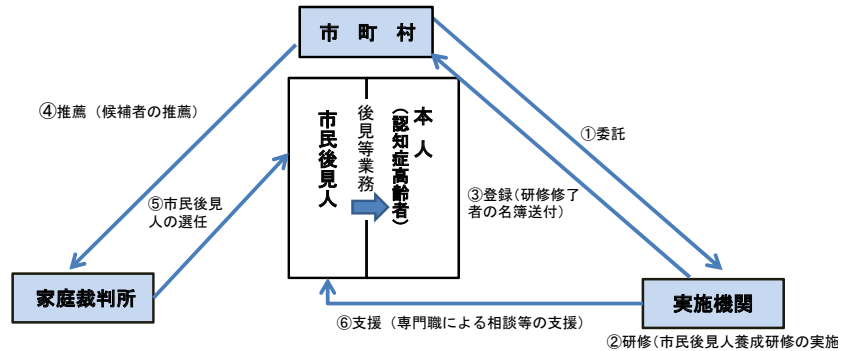 市 町 村
④推薦（候補者の推薦）
①委託
市民後見人
後見等業務
本人
（認知症高齢者）
③登録（研修修了
者の名簿送付）
⑤市民後見
人の選任
家庭裁判所
実施機関
⑥支援（専門職による相談等の支援）
②研修（市民後見人養成研修の実施